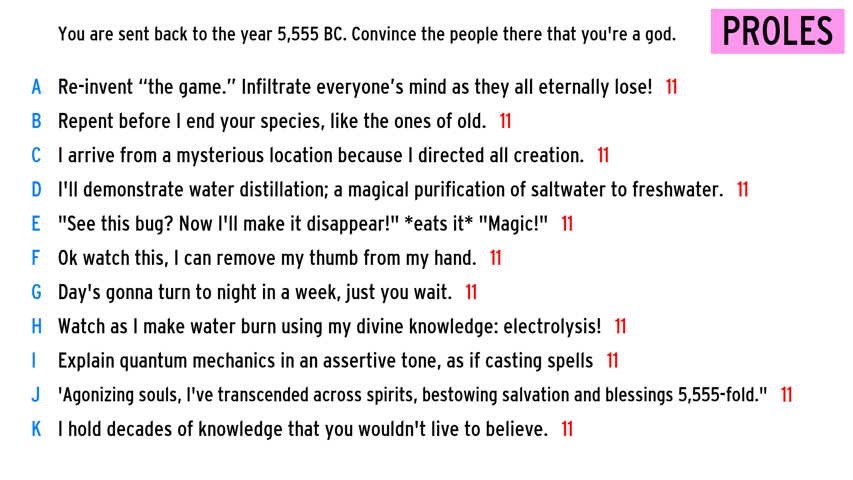 You are sent back to the year 5,555 BC. Convince the people there that you're a god.
PROLES
A Re-invent “the game.” Infiltrate everyone’s mind as they all eternally lose! 11
B Repent before I end your species, like the ones of old. 11
C I arrive from a mysterious location because I directed all creation. 11
D I'll demonstrate water distillation; a magical purification of saltwater to freshwater. 11
E "See this bug? Now I'll make it disappear!" *eats it* "Magic!" 11
F Ok watch this, I can remove my thumb from my hand. 11
G Day's gonna turn to night in a week, just you wait. 11
H Watch as I make water burn using my divine knowledge: electrolysis! 11
I Explain quantum mechanics in an assertive tone, as if casting spells 11
J 'Agonizing souls, I've transcended across spirits, bestowing salvation and blessings 5,555-fold." 11
K I hold decades of knowledge that you wouldn't live to believe. 11